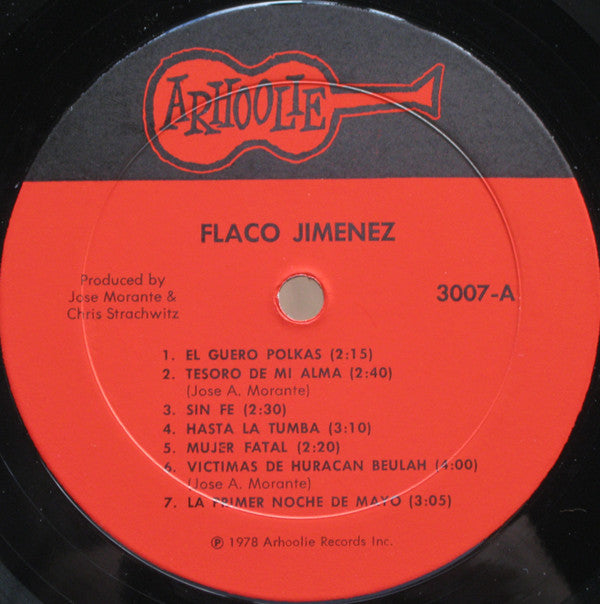 ARHOOLIE
FLACO JIMENEZ
Produced by
Jose Morante &
Chris Strachwitz
3007-A
1. EL GUERO POLKAS (2:15)
2. TESORO DE MI ALMA (2:40)
(Jose A. Morante)
3. SIN FE (2:30)
4. HASTA LA TUMBA (3:10)
5. MUJER FATAL (2:20)
6. VICTIMAS DE HURACAN BEULAH (4:00)
(Jose A. Morante)
7. LA PRIMER NOCHE DE MAYO (3:05)
℗ 1978 Arhoolie Records Inc.